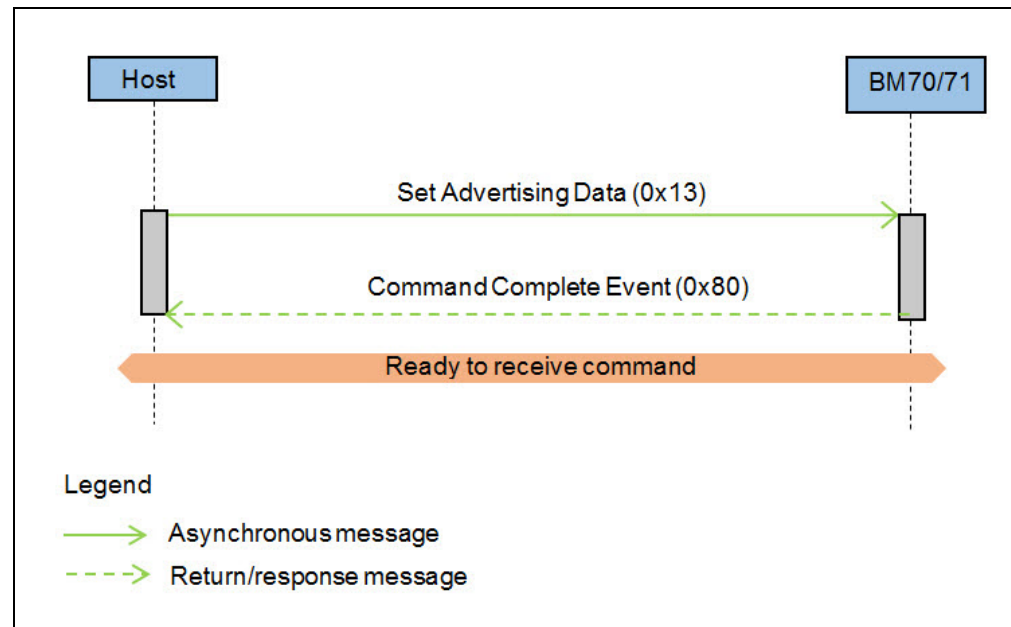 Host
BM70/71
Set Advertising Data (0x13)
Command Complete Event (0x80)
Ready to receive command
Legend
Asynchronous message
Return/response message